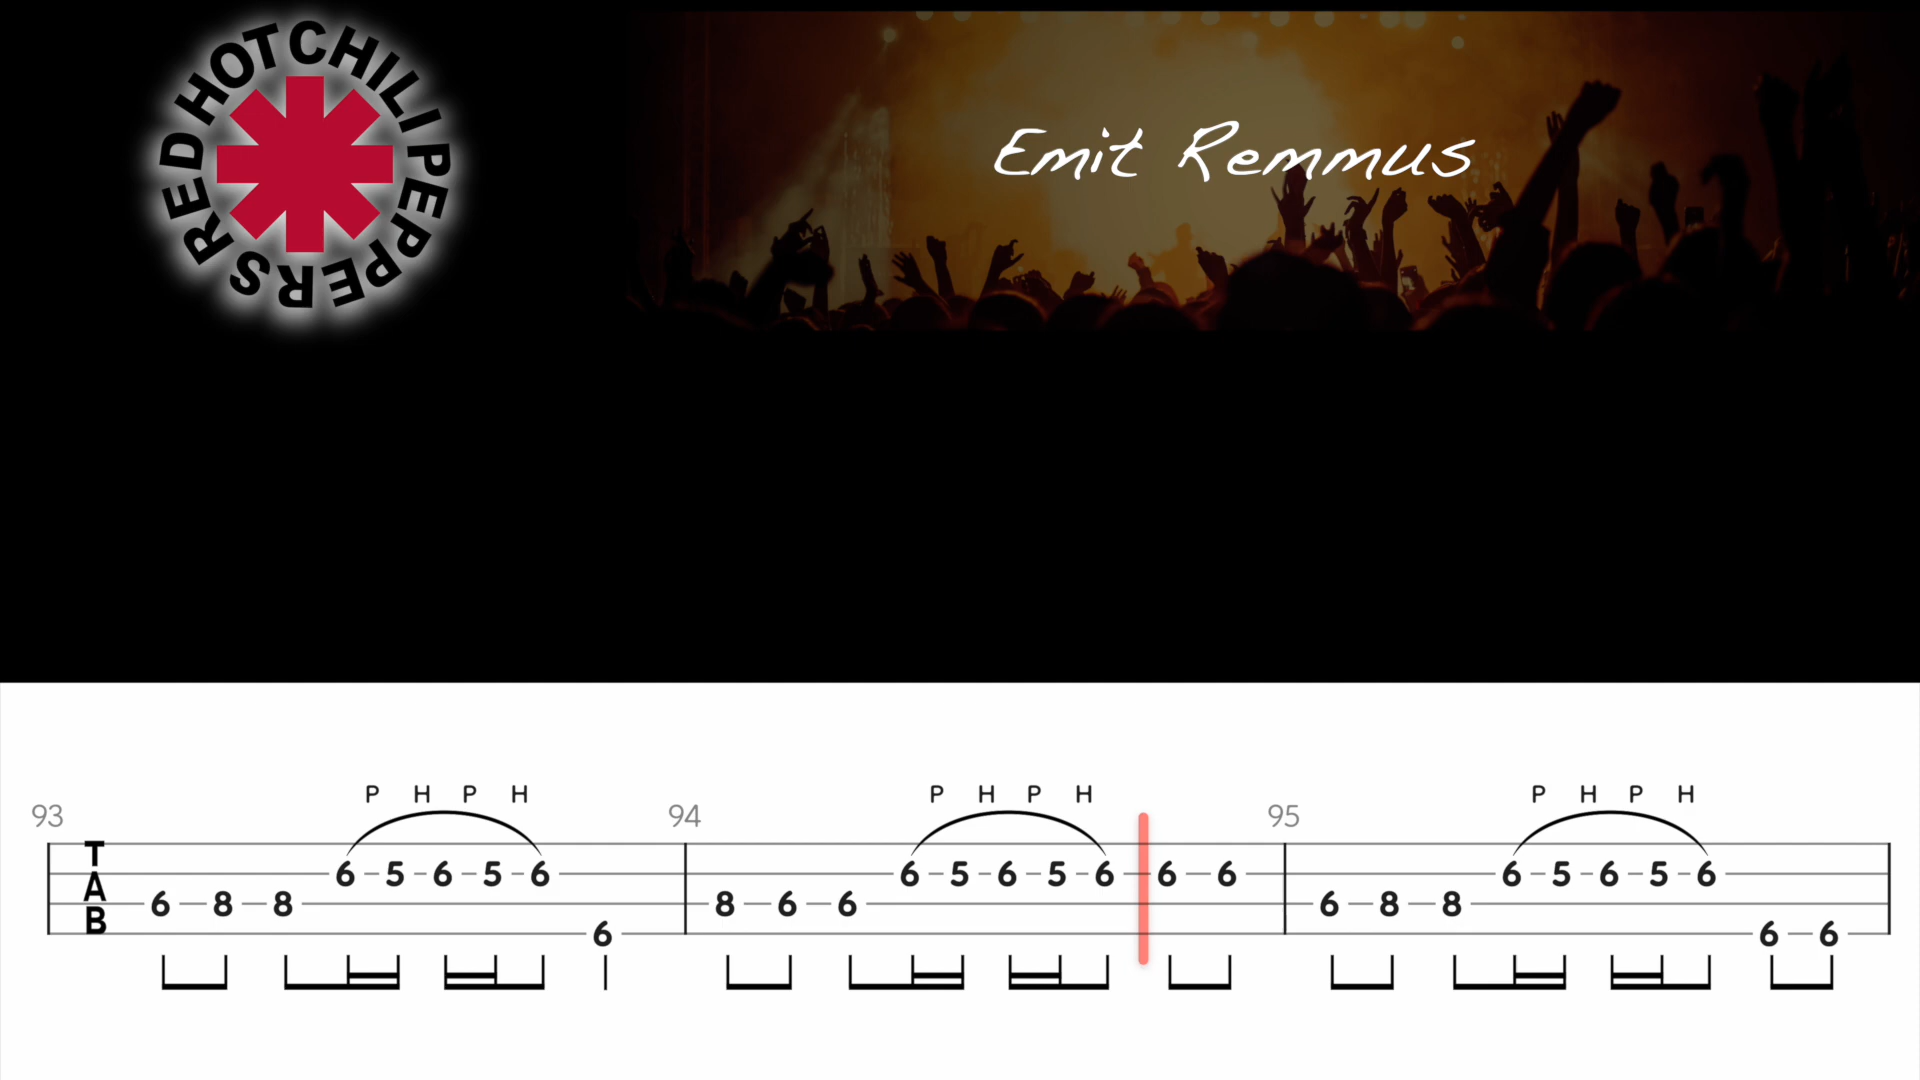 RED HOT CHILI PEPPERS
Emit Remmus
P H P H P H P H P H P H
93 94 95
T
A
B
6 5 6 5 6 6 5 6 5 6 6 6 6 5 6 5 6
6 8 8 8 6 6 6 8 8
6 6 6